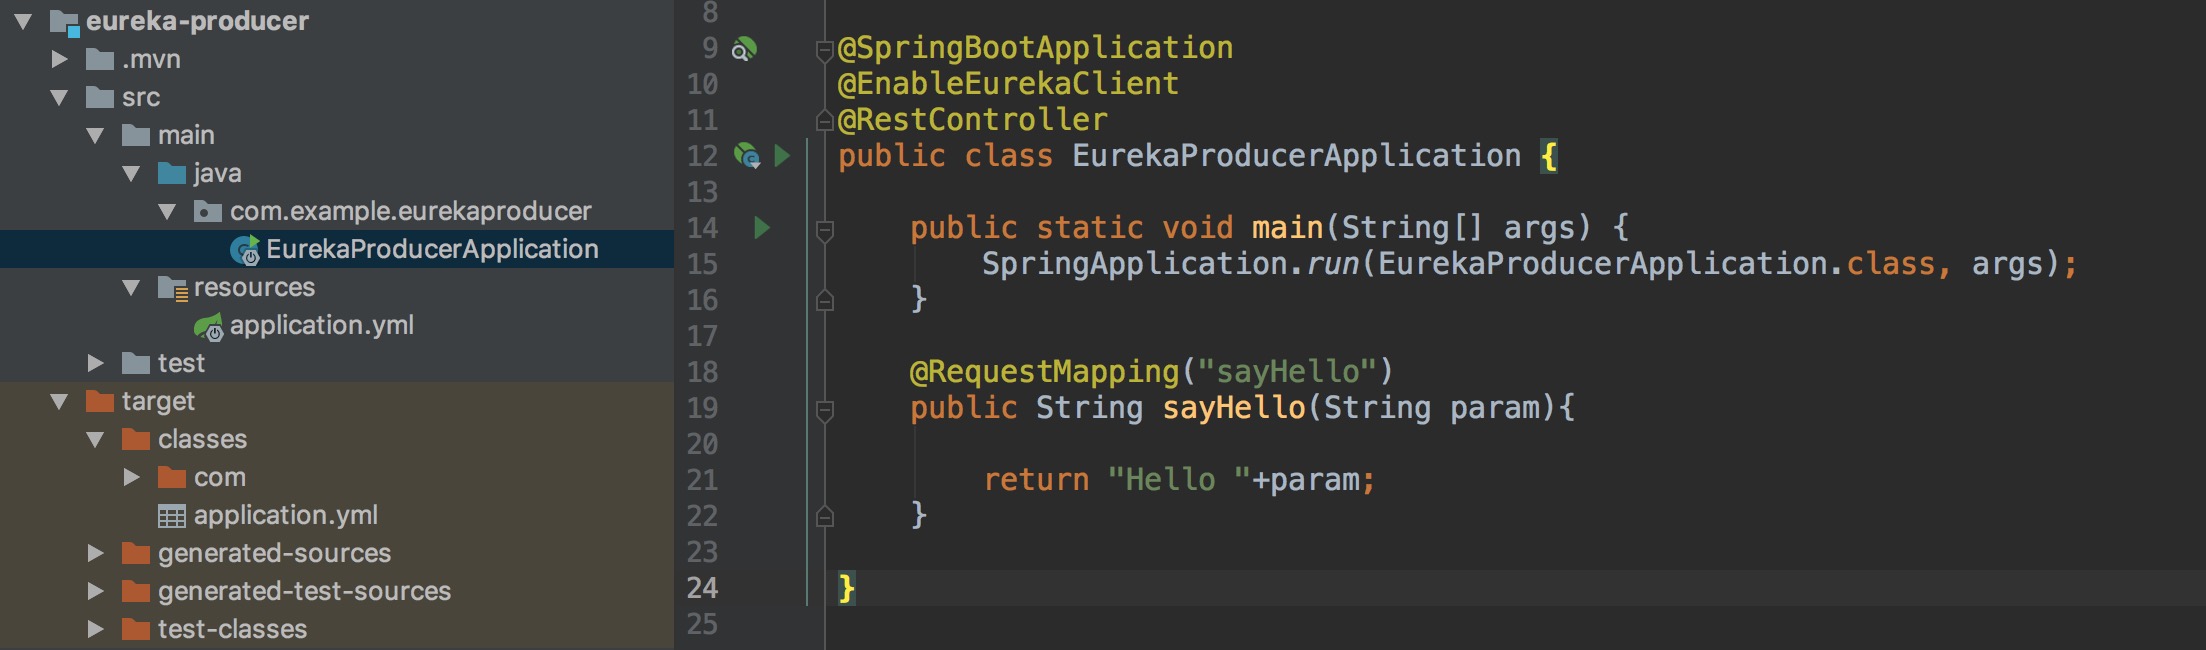 eureka-producer
.mvn
src
main
java
com.example.eurekaproducer
EurekaProducerApplication
resources
application.yml
test
target
classes
com
application.yml
generated-sources
generated-test-sources
test-classes
8
9 @SpringBootApplication
10 @EnableEurekaClient
11 @RestController
12 public class EurekaProducerApplication {
13
14 public static void main(String[] args) {
15 SpringApplication.run(EurekaProducerApplication.class, args);
16 }
17
18 @RequestMapping("sayHello")
19 public String sayHello(String param){
20
21 return "Hello "+param;
22 }
23
24 }
25